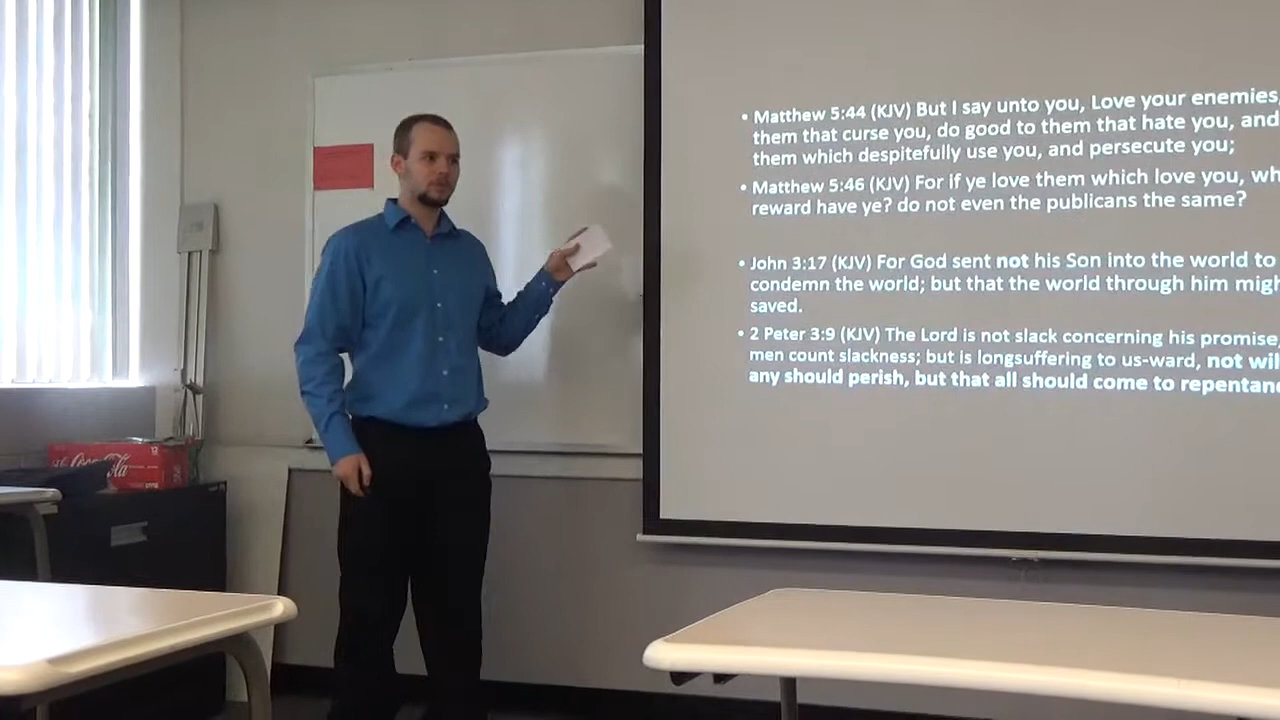 • Matthew 5:44 (KJV) But I say unto you, Love your enemies,
them that curse you, do good to them that hate you, and
them which despitefully use you, and persecute you;
• Matthew 5:46 (KJV) For if ye love them which love you, wh
reward have ye? do not even the publicans the same?
• John 3:17 (KJV) For God sent not his Son into the world to
condemn the world; but that the world through him migh
saved.
• 2 Peter 3:9 (KJV) The Lord is not slack concerning his promise,
men count slackness; but is longsuffering to us-ward, not wil
any should perish, but that all should come to repentanc
Coca-Cola